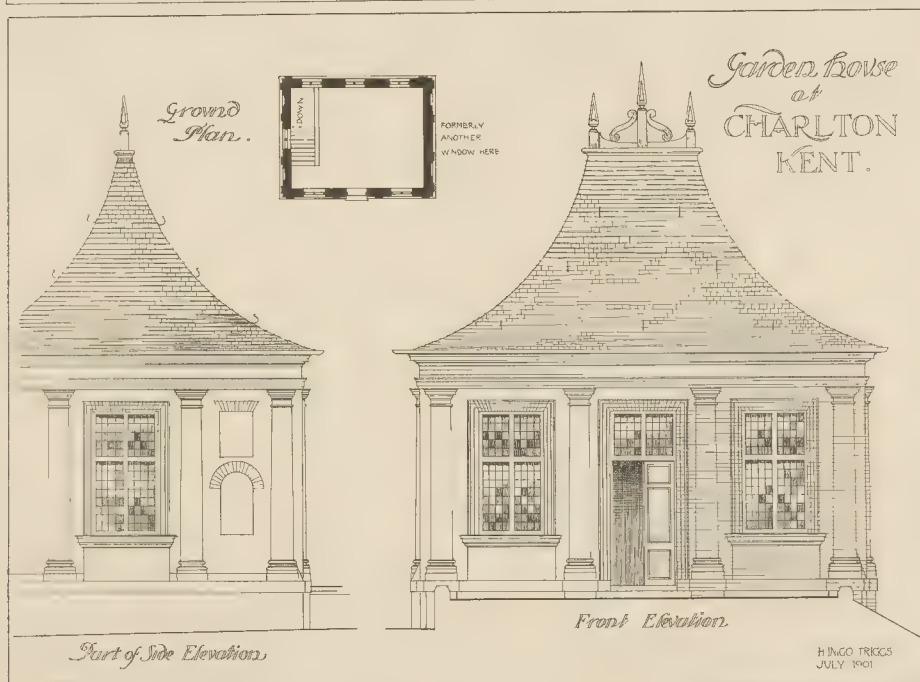 Garden House
at
CHARLTON
KENT.
Ground
Plan.
DOWN
FORMERLY
ANOTHER
WNDOW HERE
Front Elevation
Part of Side Elevation
H INIGO TRIGGS
JULY 1901